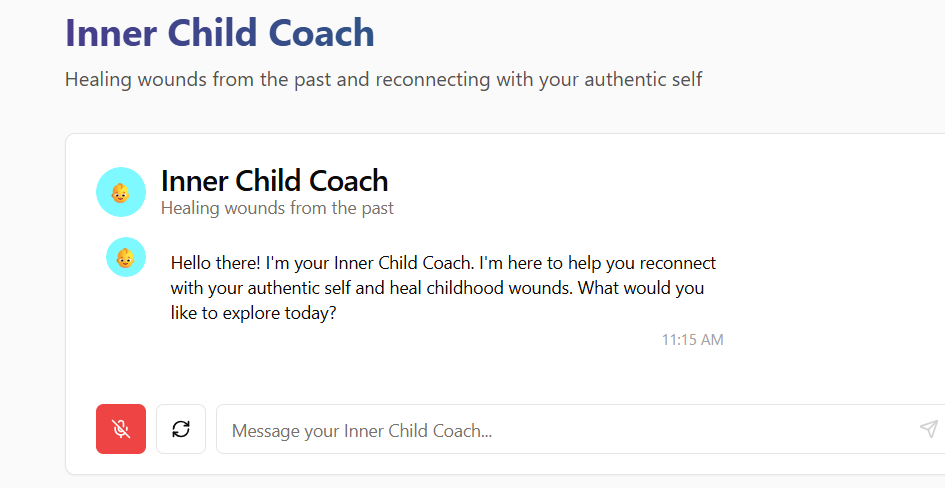 Inner Child Coach
Healing wounds from the past and reconnecting with your authentic self
Inner Child Coach
Healing wounds from the past
Hello there! I'm your Inner Child Coach. I'm here to help you reconnect
with your authentic self and heal childhood wounds. What would you
like to explore today?
11:15 AM
Message your Inner Child Coach...